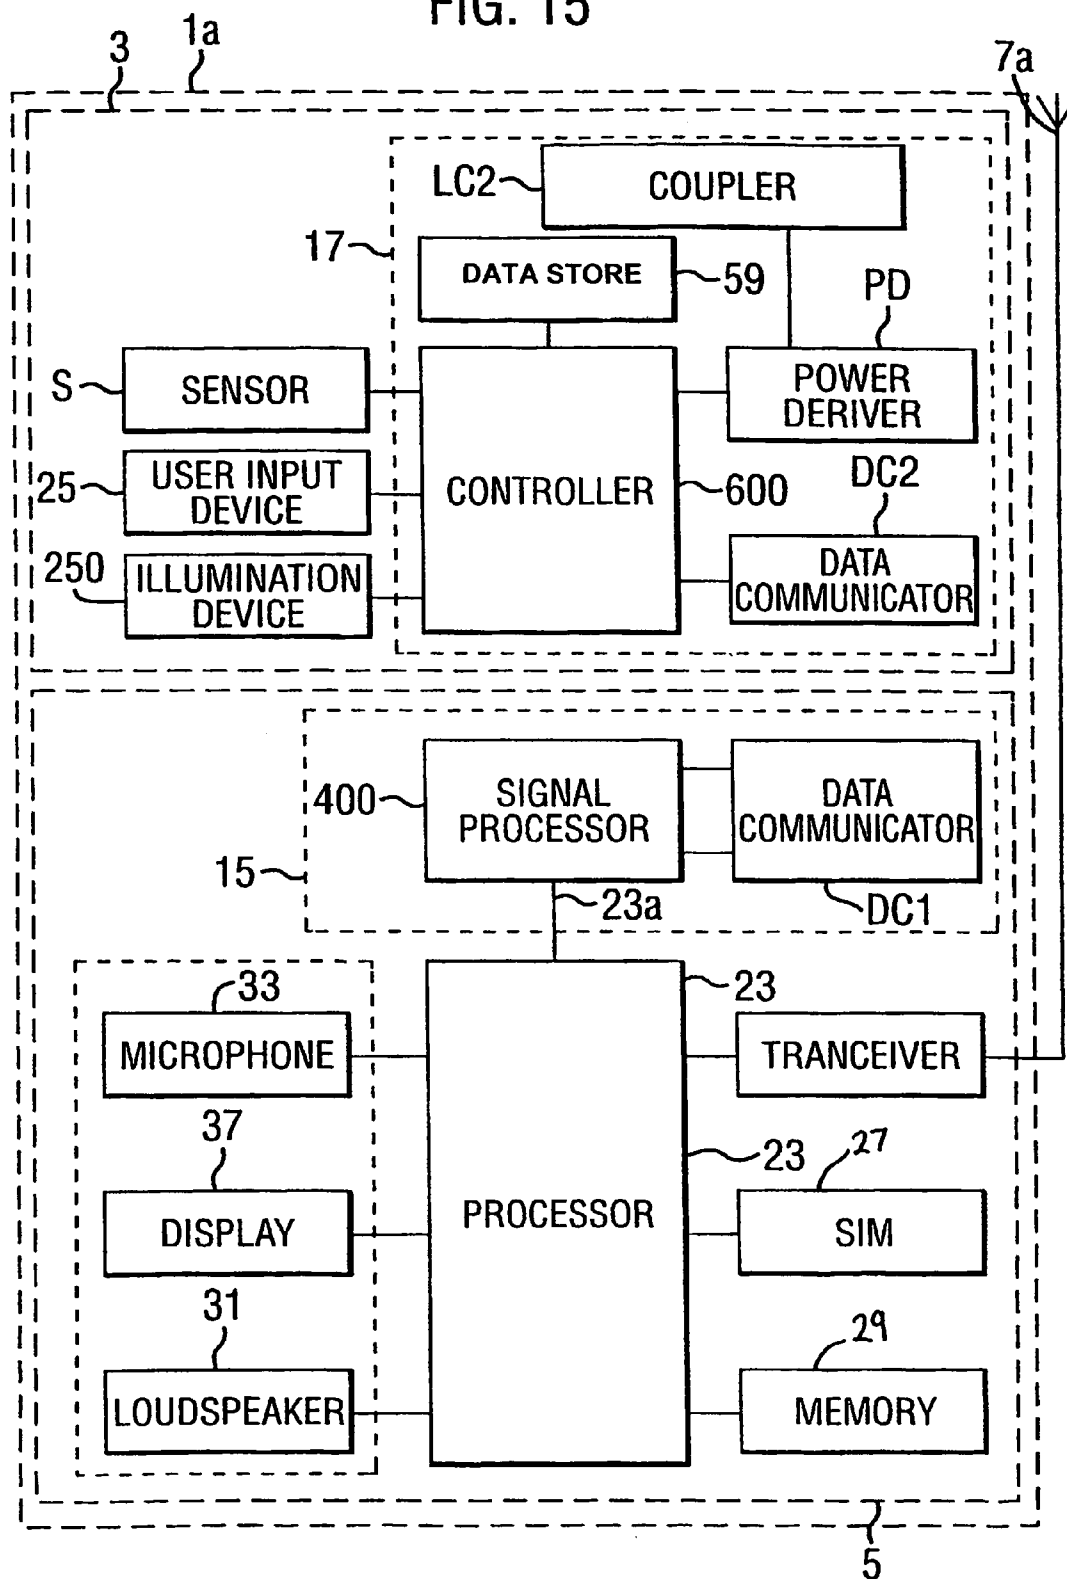 FIG. 15
1a
3
7a
LC2
COUPLER
17
DATA STORE
59
PD
S
SENSOR
POWER
DERIVER
25
USER INPUT
DEVICE
CONTROLLER
600
DC2
250
ILLUMINATION
DEVICE
DATA
COMMUNICATOR
400
SIGNAL
PROCESSOR
DATA
COMMUNICATOR
15
23a
DC1
33
23
MICROPHONE
TRANCEIVER
37
23
27
DISPLAY
PROCESSOR
SIM
31
29
LOUDSPEAKER
MEMORY
5